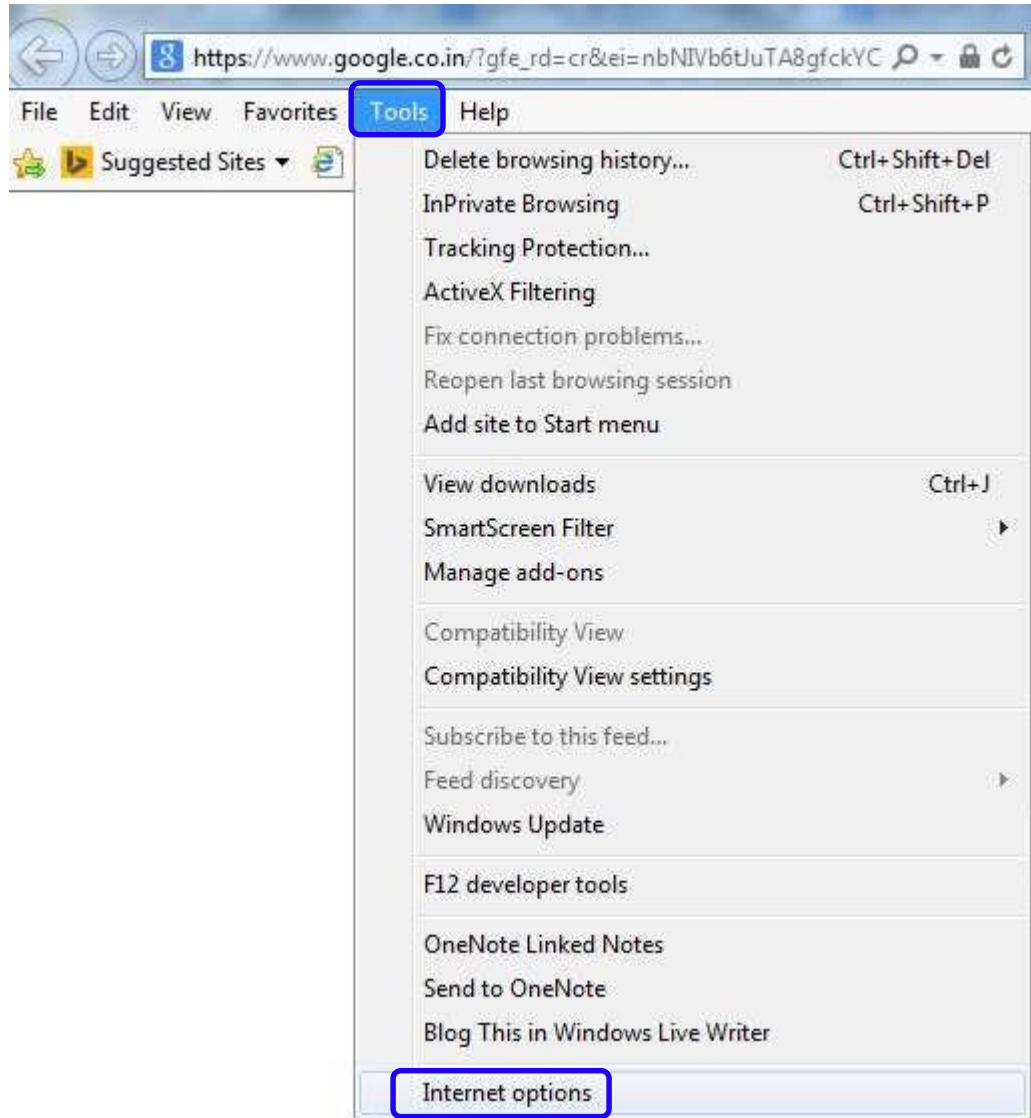 8 https://www.google.co.in/?gfe_rd=cr&ei=nbNIVb6tJuTA8gfckYC
File Edit View Favorites Tools Help
Suggested Sites
Delete browsing history... Ctrl+Shift+Del
InPrivate Browsing Ctrl+Shift+P
Tracking Protection...
ActiveX Filtering
Fix connection problems...
Reopen last browsing session
Add site to Start menu
View downloads Ctrl+J
SmartScreen Filter
Manage add-ons
Compatibility View
Compatibility View settings
Subscribe to this feed...
Feed discovery
Windows Update
F12 developer tools
OneNote Linked Notes
Send to OneNote
Blog This in Windows Live Writer
Internet options